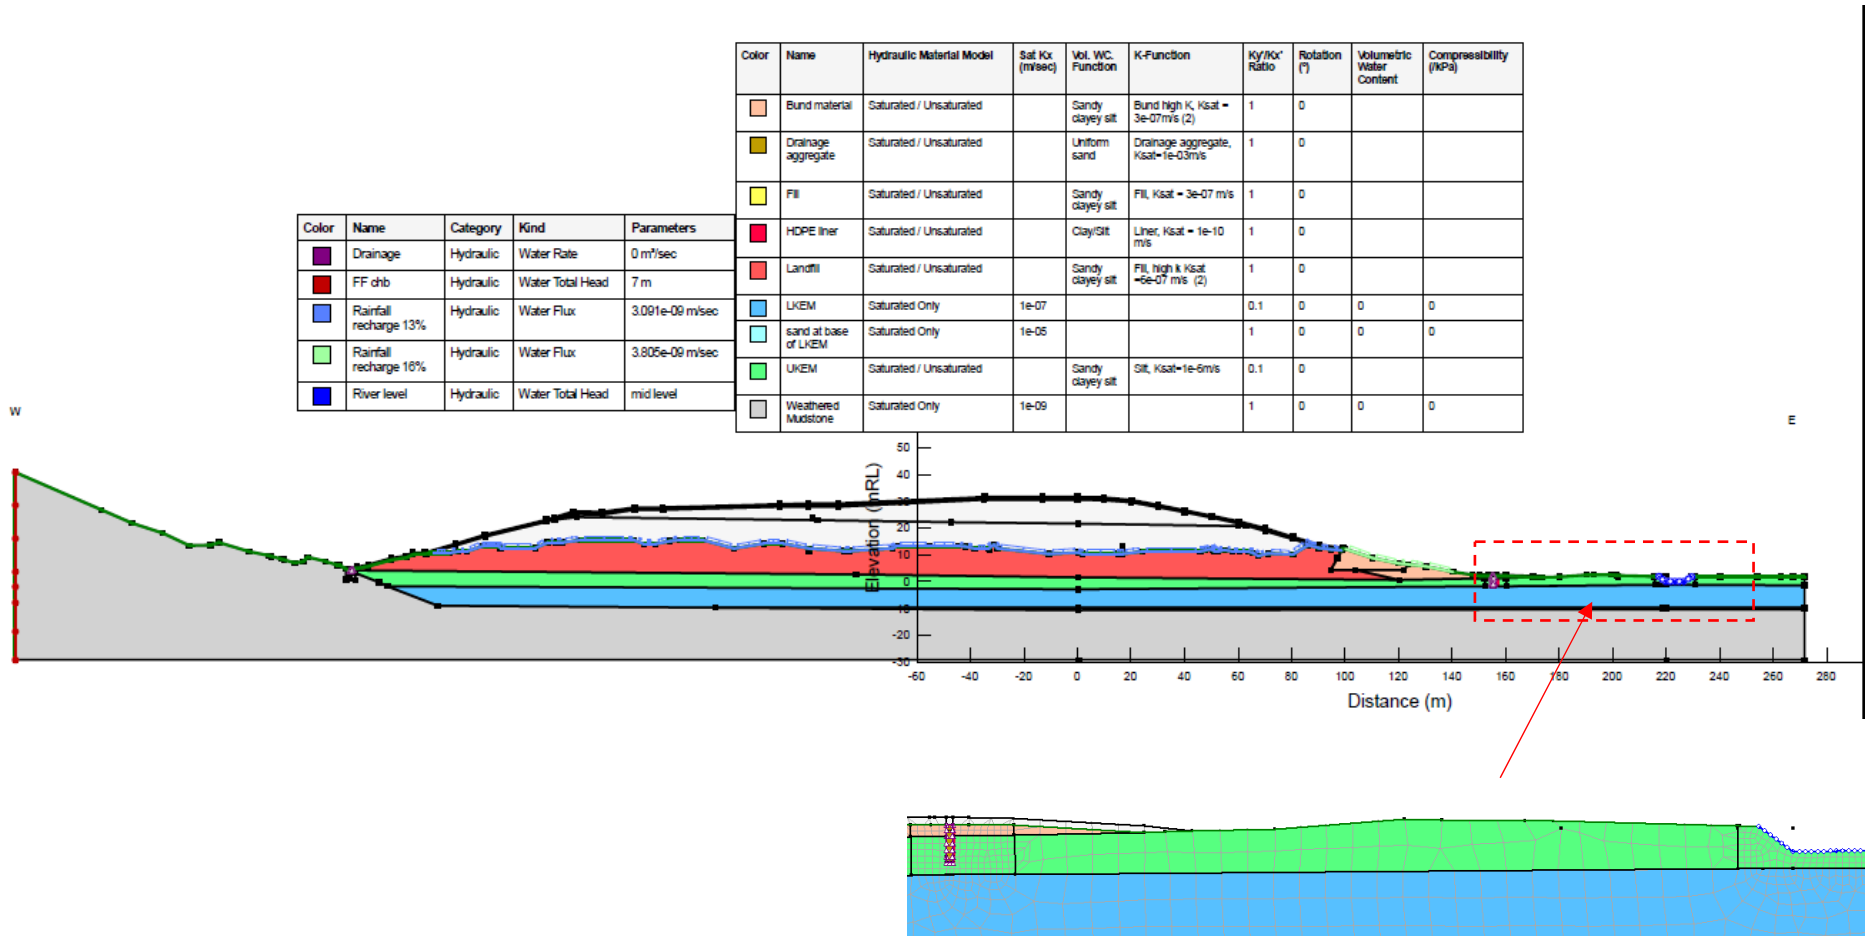 Color Name Hydraulic Material Model Sat Kx (m/sec) Vol. WC. Function K-Function Ky'/Kx' Ratio Rotation (°) Volumetric Water Content Compressibility (/kPa)
Bund material Saturated / Unsaturated Sandy clayey silt Bund high K, Ksat = 3e-07m/s (2) 1 0
Drainage aggregate Saturated / Unsaturated Uniform sand Drainage aggregate, Ksat=1e-03m/s 1 0
Fill Saturated / Unsaturated Sandy clayey silt Fill, Ksat = 3e-07 m/s 1 0
HDPE liner Saturated / Unsaturated Clay/Silt Liner, Ksat = 1e-10 m/s 1 0
Landfill Saturated / Unsaturated Sandy clayey silt Fill, high k Ksat =6e-07 m/s (2) 1 0
LKEM Saturated Only 1e-07 0.1 0 0 0
sand at base of LKEM Saturated Only 1e-05 1 0 0 0
UKEM Saturated / Unsaturated Sandy clayey silt Silt, Ksat=1e-6m/s 0.1 0
Weathered Mudstone Saturated Only 1e-09 1 0 0 0
Color Name Category Kind Parameters
Drainage Hydraulic Water Rate 0 m³/sec
FF chb Hydraulic Water Total Head 7 m
Rainfall recharge 13% Hydraulic Water Flux 3.091e-09 m/sec
Rainfall recharge 16% Hydraulic Water Flux 3.805e-09 m/sec
River level Hydraulic Water Total Head mid level
W
E
Elevation (mRL)
50
40
20
10
0
-20
-30
-60 -40 -20 0 20 40 60 80 100 120 140 160 180 200 220 240 260 280
Distance (m)